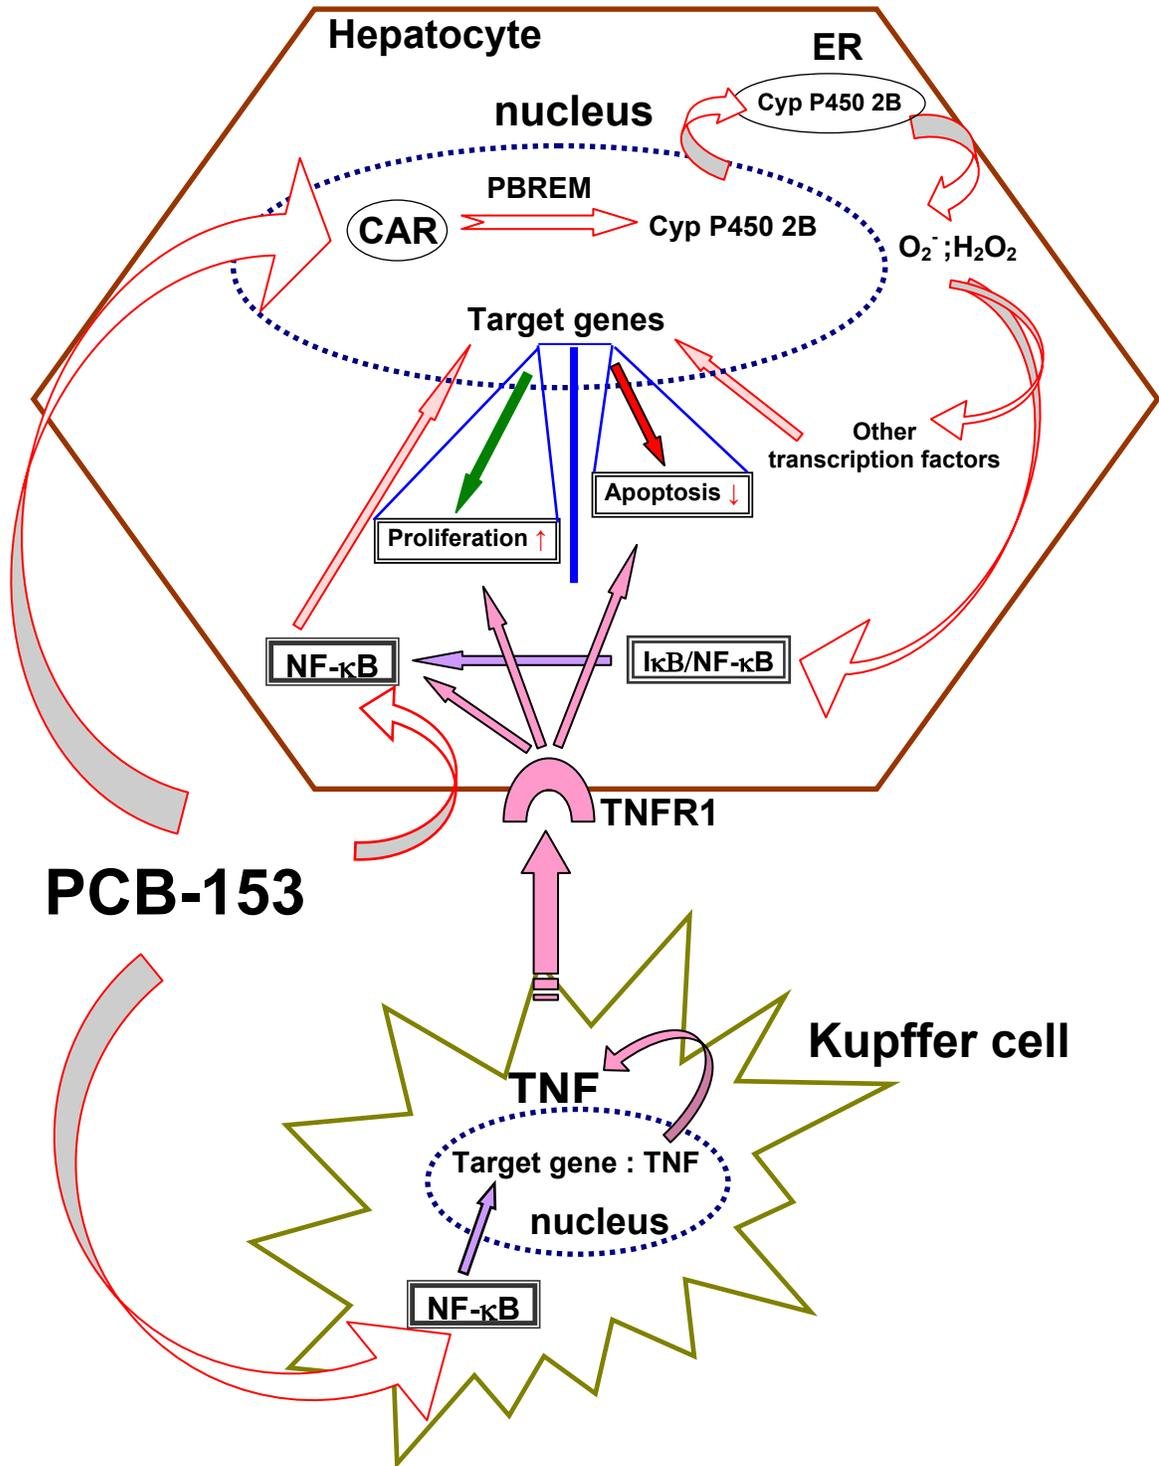 Hepatocyte
ER
Cyp P450 2B
nucleus
PBREM
CAR
Cyp P450 2B
O₂⁻;H₂O₂
Target genes
Other
transcription factors
Apoptosis ↓
Proliferation ↑
NF-κB
IκB/NF-κB
TNFR1
PCB-153
Kupffer cell
TNF
Target gene : TNF
nucleus
NF-κB